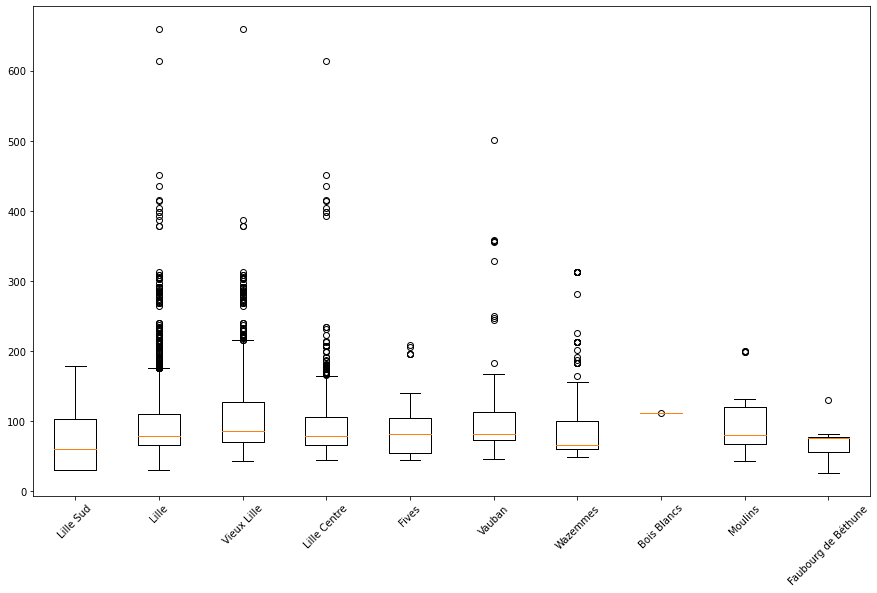 600
500
400
300
200
100
0
Lille Sud
Lille
Vieux Lille
Lille Centre
Fives
Vauban
Wazemmes
Bois Blancs
Moulins
Faubourg de Béthune